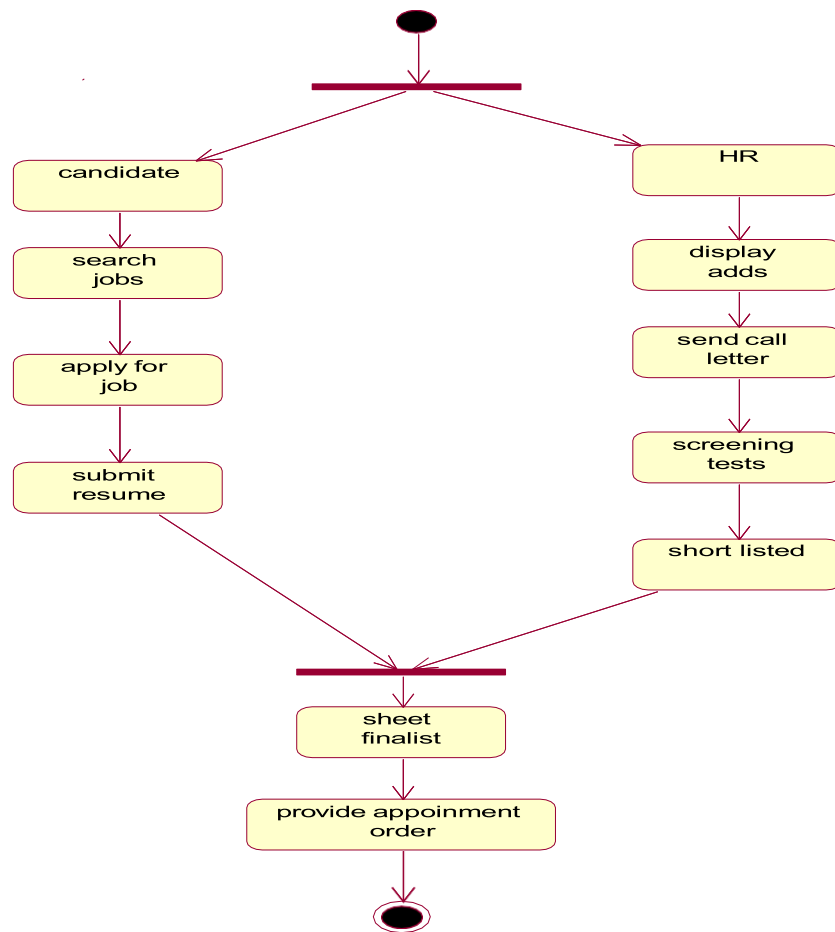 candidate
search
jobs
apply for
job
submit
resume
HR
display
adds
send call
letter
screening
tests
short listed
sheet
finalist
provide appoinment
order